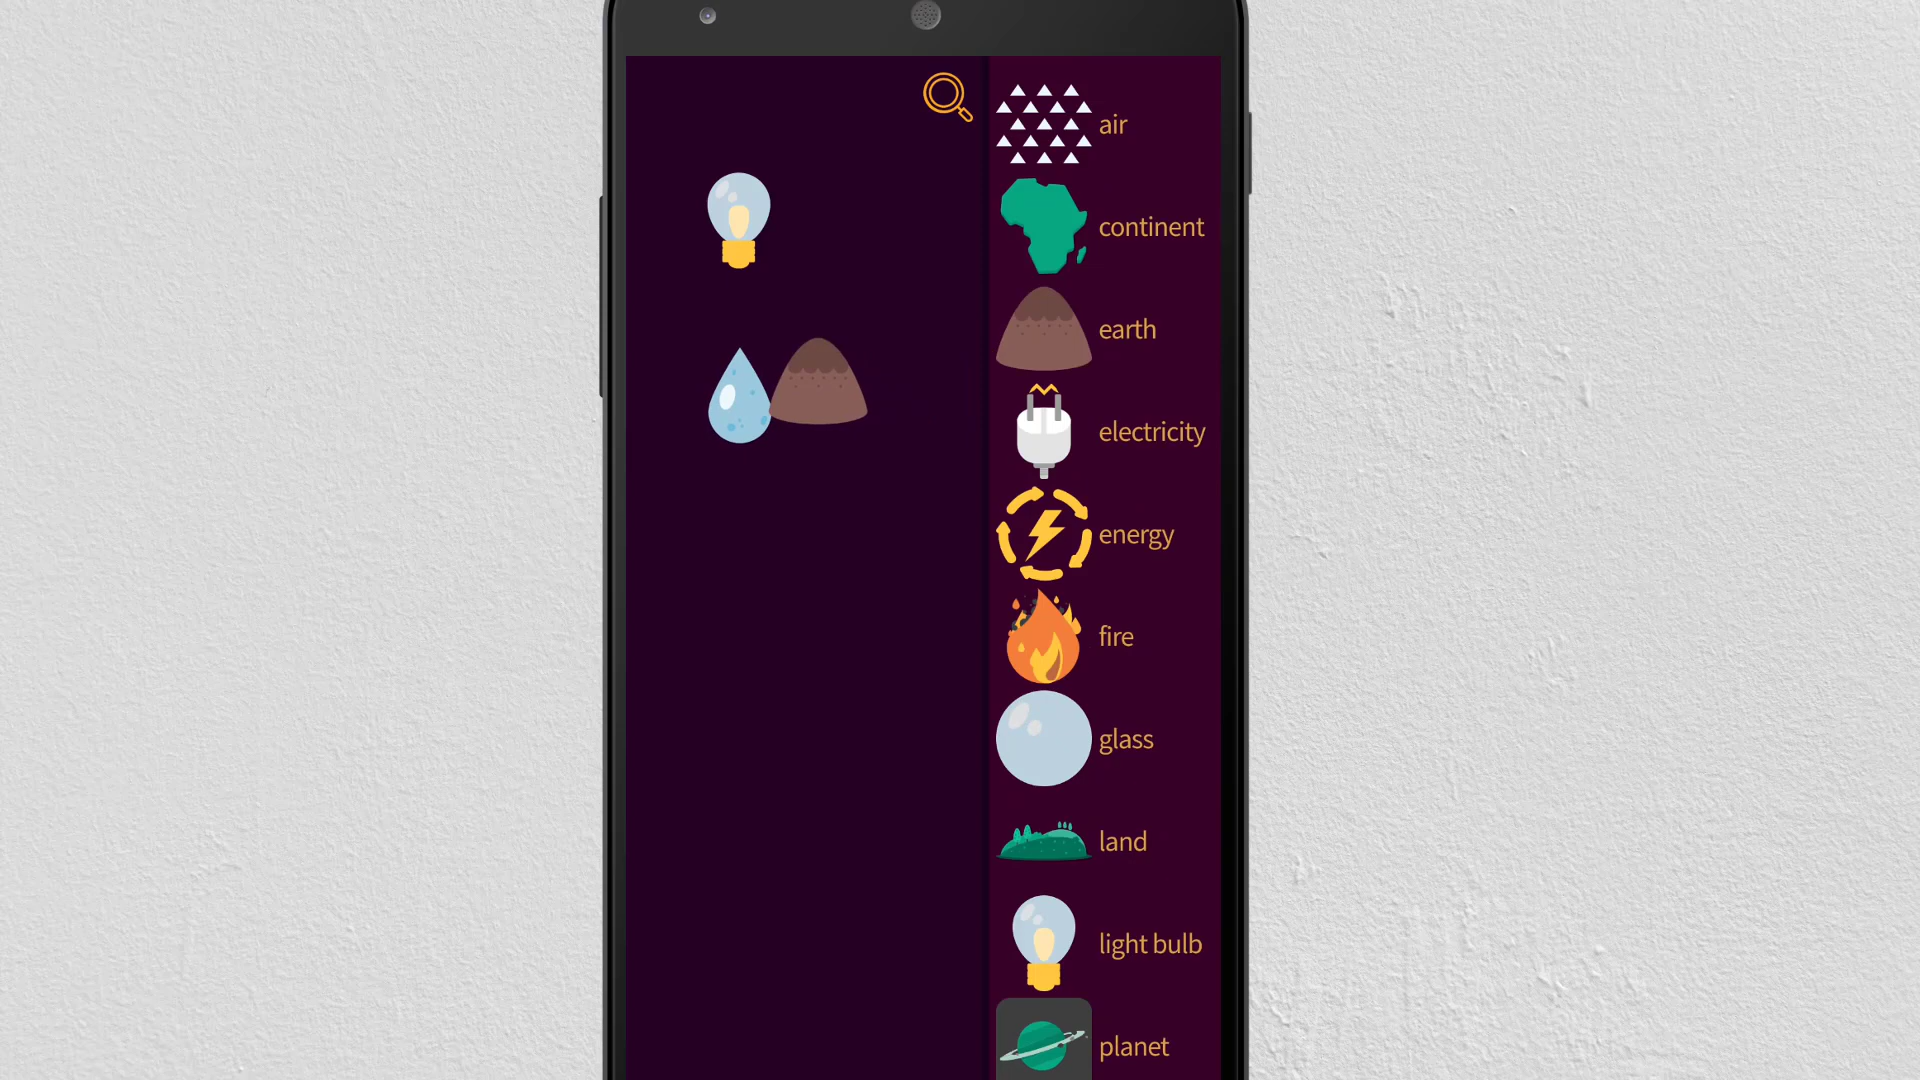 air
continent
earth
electricity
energy
fire
glass
land
light bulb
planet